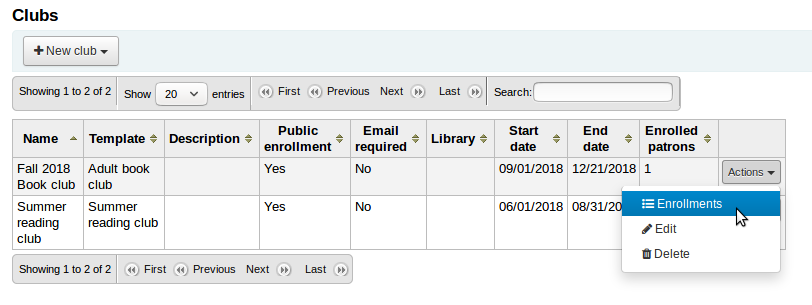 Clubs
New club
Showing 1 to 2 of 2 Show 20 entries First Previous Next Last Search:
Name Template Description Public enrollment Email required Library Start date End date Enrolled patrons
Fall 2018 Book club Adult book club Yes No 09/01/2018 12/21/2018 1 Actions
Summer reading club Summer reading club Yes No 06/01/2018 08/31/20
Enrollments
Edit
Delete
Showing 1 to 2 of 2 First Previous Next Last